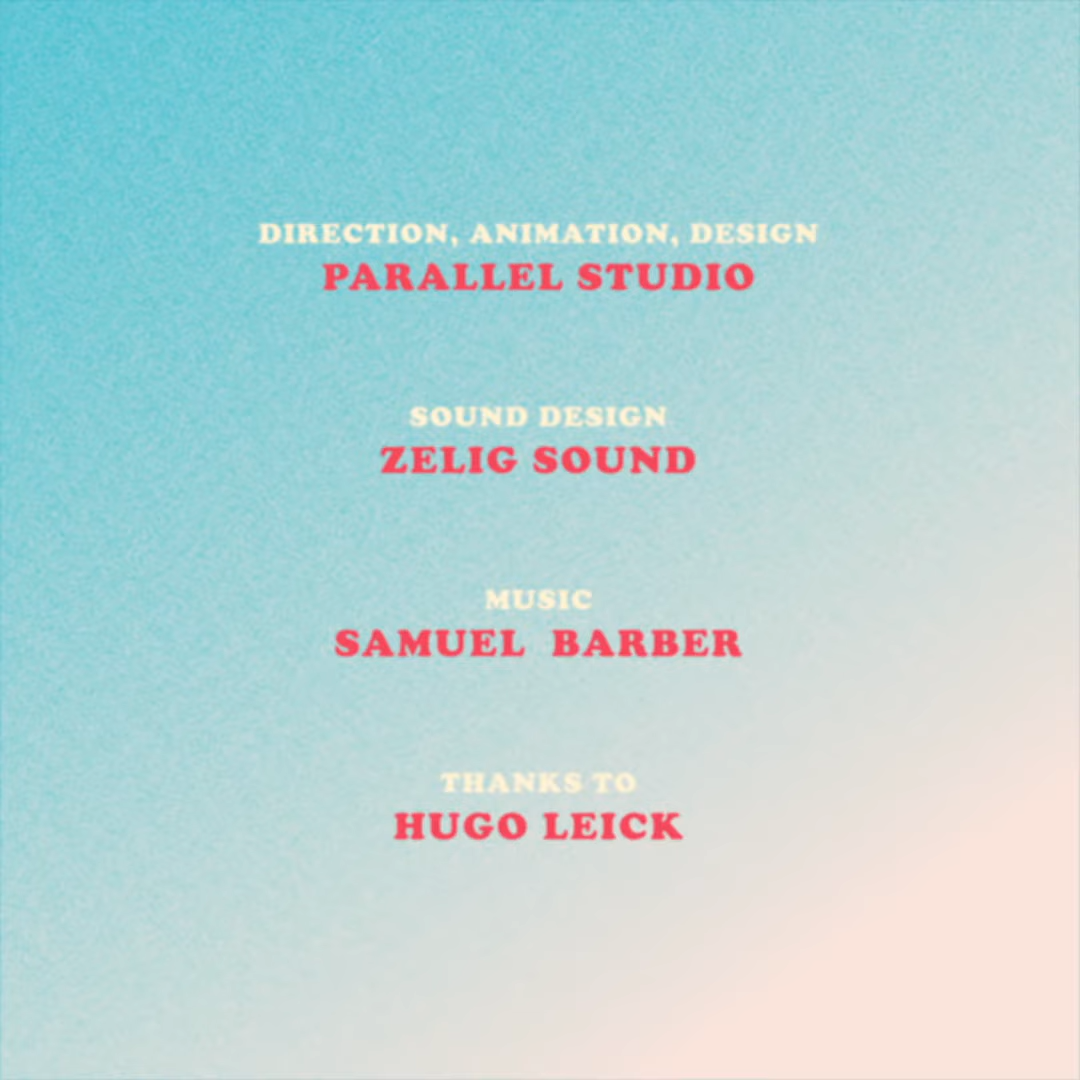 DIRECTION, ANIMATION, DESIGN
PARALLEL STUDIO
SOUND DESIGN
ZELIG SOUND
MUSIC
SAMUEL BARBER
THANKS TO
HUGO LEICK